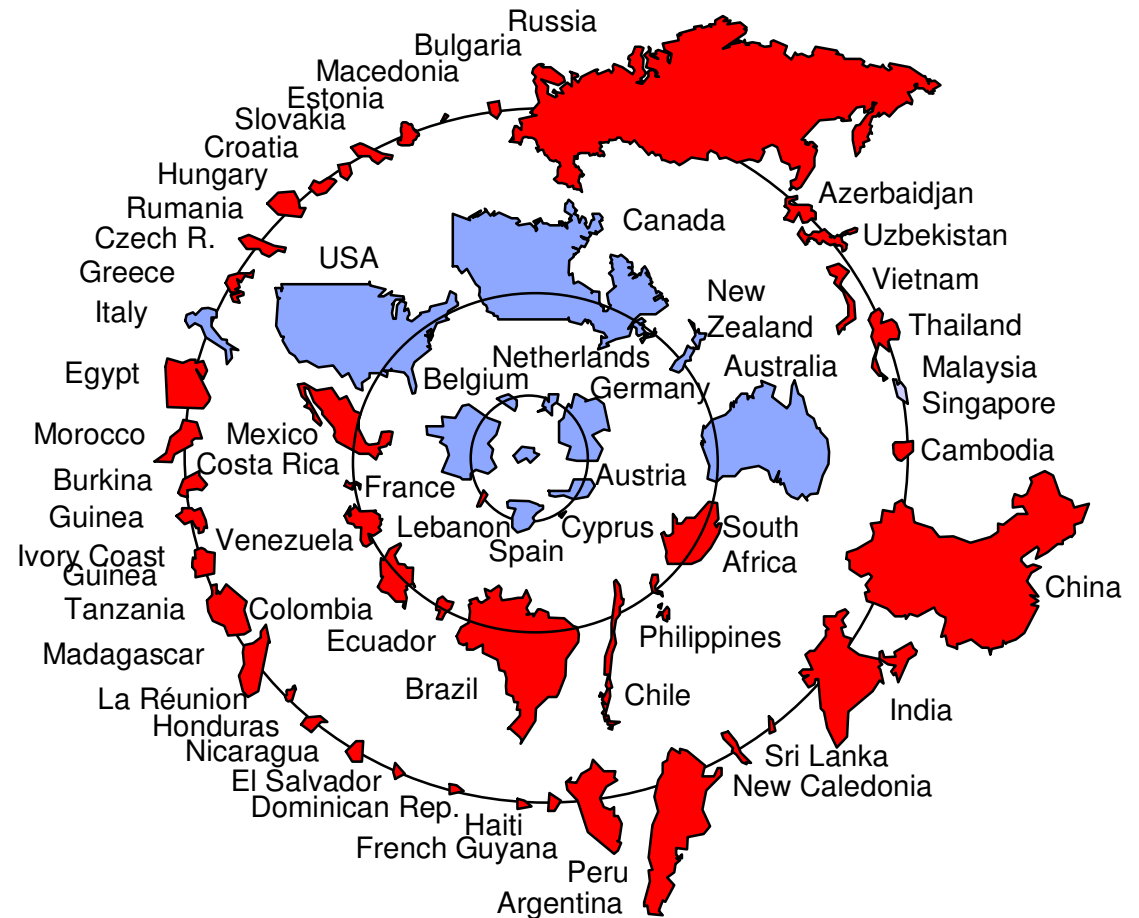 Russia
Bulgaria
Macedonia
Estonia
Slovakia
Croatia
Hungary
Rumania
Czech R.
Greece
Italy
Egypt
Morocco
Burkina
Guinea
Ivory Coast
Guinea
Tanzania
Madagascar
La Réunion
Honduras
Nicaragua
El Salvador
Dominican Rep.
Haiti
French Guyana
Peru
Argentina
New Caledonia
Sri Lanka
India
China
Cambodia
Singapore
Malaysia
Thailand
Vietnam
Uzbekistan
Azerbaidjan
USA
Canada
New
Zealand
Australia
South
Africa
Philippines
Chile
Brazil
Ecuador
Colombia
Venezuela
Costa Rica
Mexico
Belgium
Netherlands
Germany
Austria
Cyprus
Spain
Lebanon
France